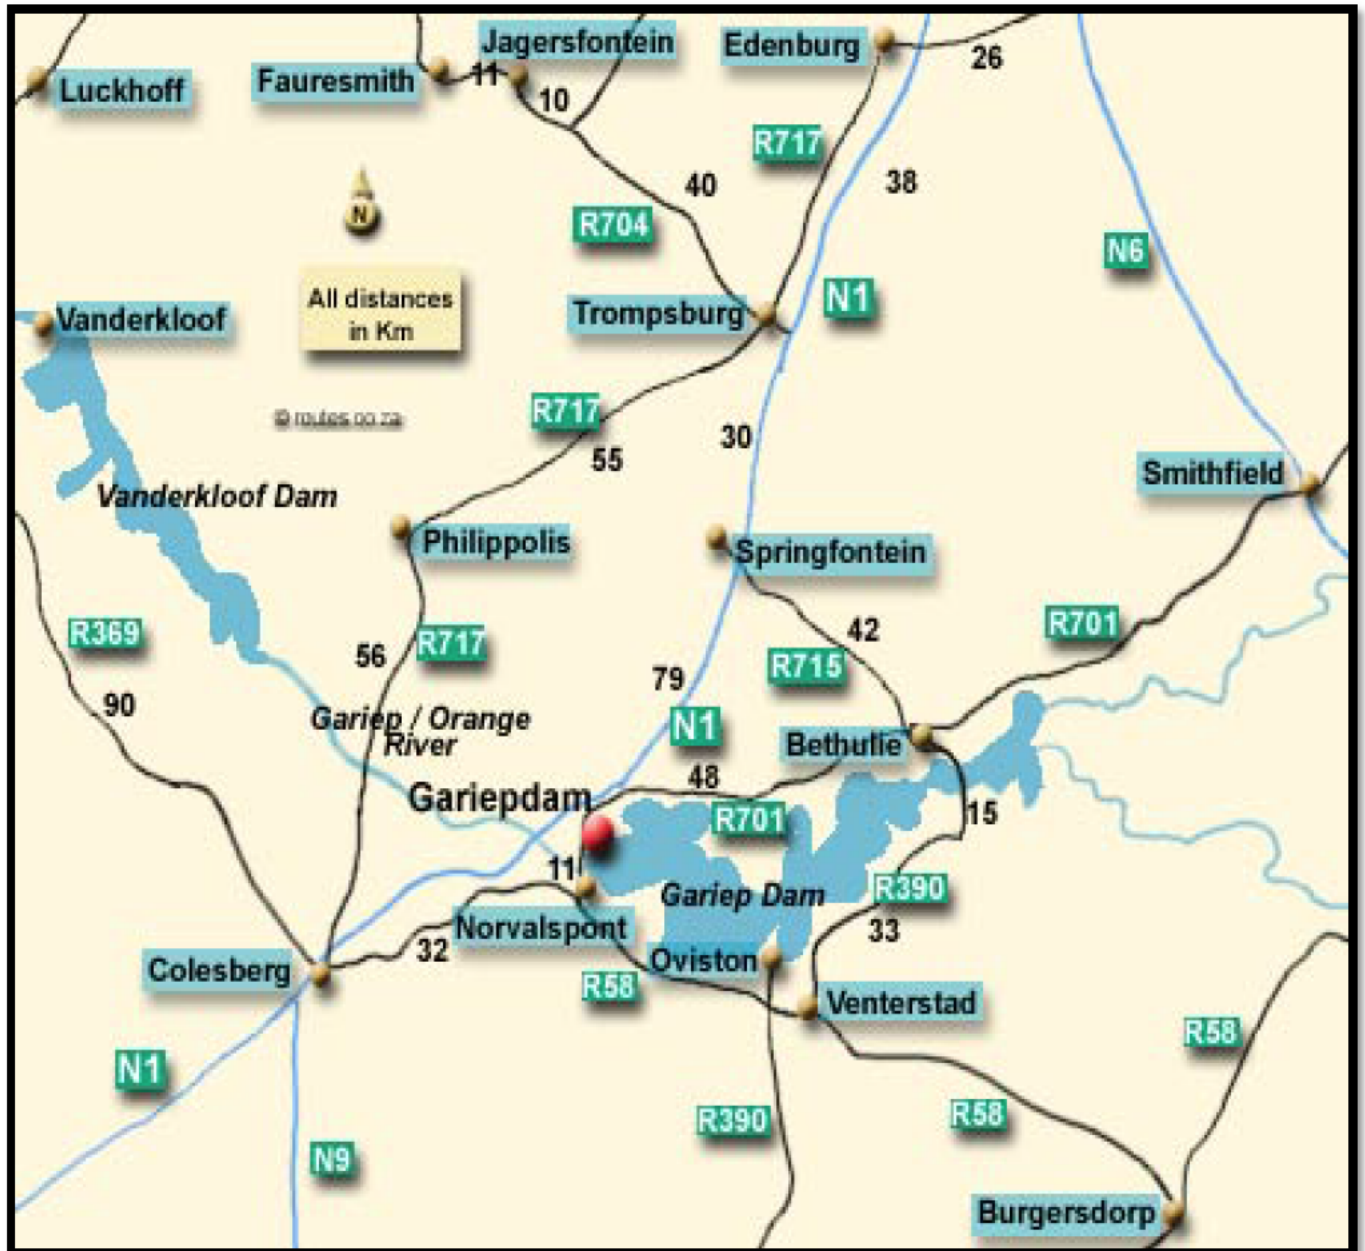 Jagersfontein
Edenburg
26
Luckhoff
Fauresmith
11
10
R717
40
38
R704
N
N6
All distances
in Km
N1
Vanderkloof
Trompsburg
© routes.co.za
R717
30
55
Smithfield
Vanderkloof Dam
Philippolis
Springfontein
R369
R717
56
42
R701
R715
79
90
Gariep / Orange
River
N1
Bethulie
48
Gariepdam
R701
15
11
Gariep Dam
R390
Norvalspont
33
32
Oviston
Colesberg
R58
Venterstad
R58
N1
R390
R58
N9
Burgersdorp